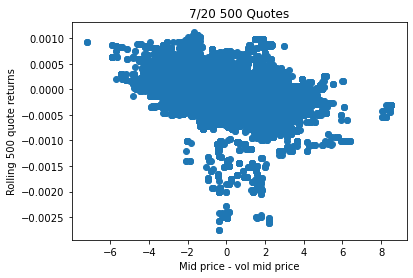 7/20 500 Quotes
Rolling 500 quote returns
0.0010
0.0005
0.0000
−0.0005
−0.0010
−0.0015
−0.0020
−0.0025
−6 −4 −2 0 2 4 6 8
Mid price - vol mid price